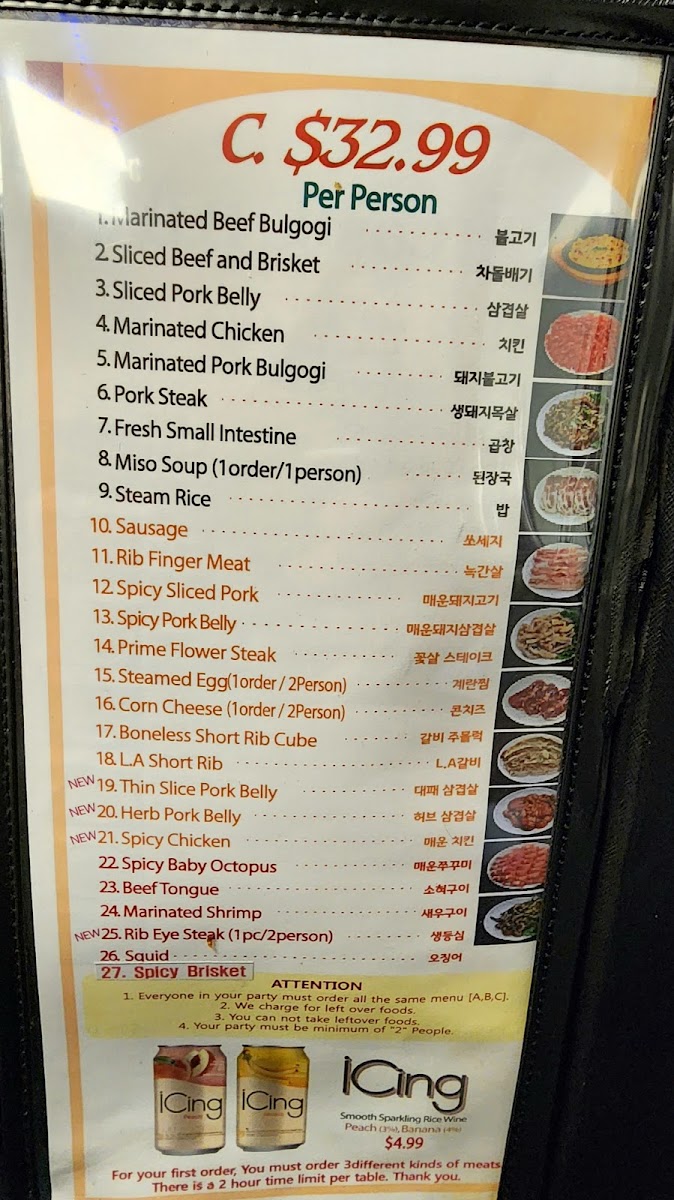 C. $32.99
Per Person
1. Marinated Beef Bulgogi 불고기
2. Sliced Beef and Brisket 차돌배기
3. Sliced Pork Belly 삼겹살
4. Marinated Chicken 치킨
5. Marinated Pork Bulgogi 돼지불고기
6. Pork Steak 생돼지목살
7. Fresh Small Intestine 곱창
8. Miso Soup (1order/1person) 된장국
9. Steam Rice 밥
10. Sausage 쏘세지
11. Rib Finger Meat 늑간살
12. Spicy Sliced Pork 매운돼지고기
13. Spicy Pork Belly 매운돼지삼겹살
14. Prime Flower Steak 꽃살 스테이크
15. Steamed Egg(1order / 2Person) 계란찜
16. Corn Cheese (1order / 2Person) 콘치즈
17. Boneless Short Rib Cube 갈비 주물럭
18. L.A Short Rib L.A갈비
NEW 19. Thin Slice Pork Belly 대패 삼겹살
NEW 20. Herb Pork Belly 허브 삼겹살
NEW 21. Spicy Chicken 매운 치킨
22. Spicy Baby Octopus 매운쭈꾸미
23. Beef Tongue 소혀구이
24. Marinated Shrimp 새우구이
NEW 25. Rib Eye Steak (1pc/2person) 생등심
26. Squid 오징어
27. Spicy Brisket
ATTENTION
1. Everyone in your party must order all the same menu [A,B,C].
2. We charge for left over foods.
3. You can not take leftover foods.
4. Your party must be minimum of "2" People.
iCing
Peach
iCing
iCing
Smooth Sparkling Rice Wine
Peach (3%), Banana (4%)
$4.99
For your first order, You must order 3different kinds of meats
There is a 2 hour time limit per table. Thank you.